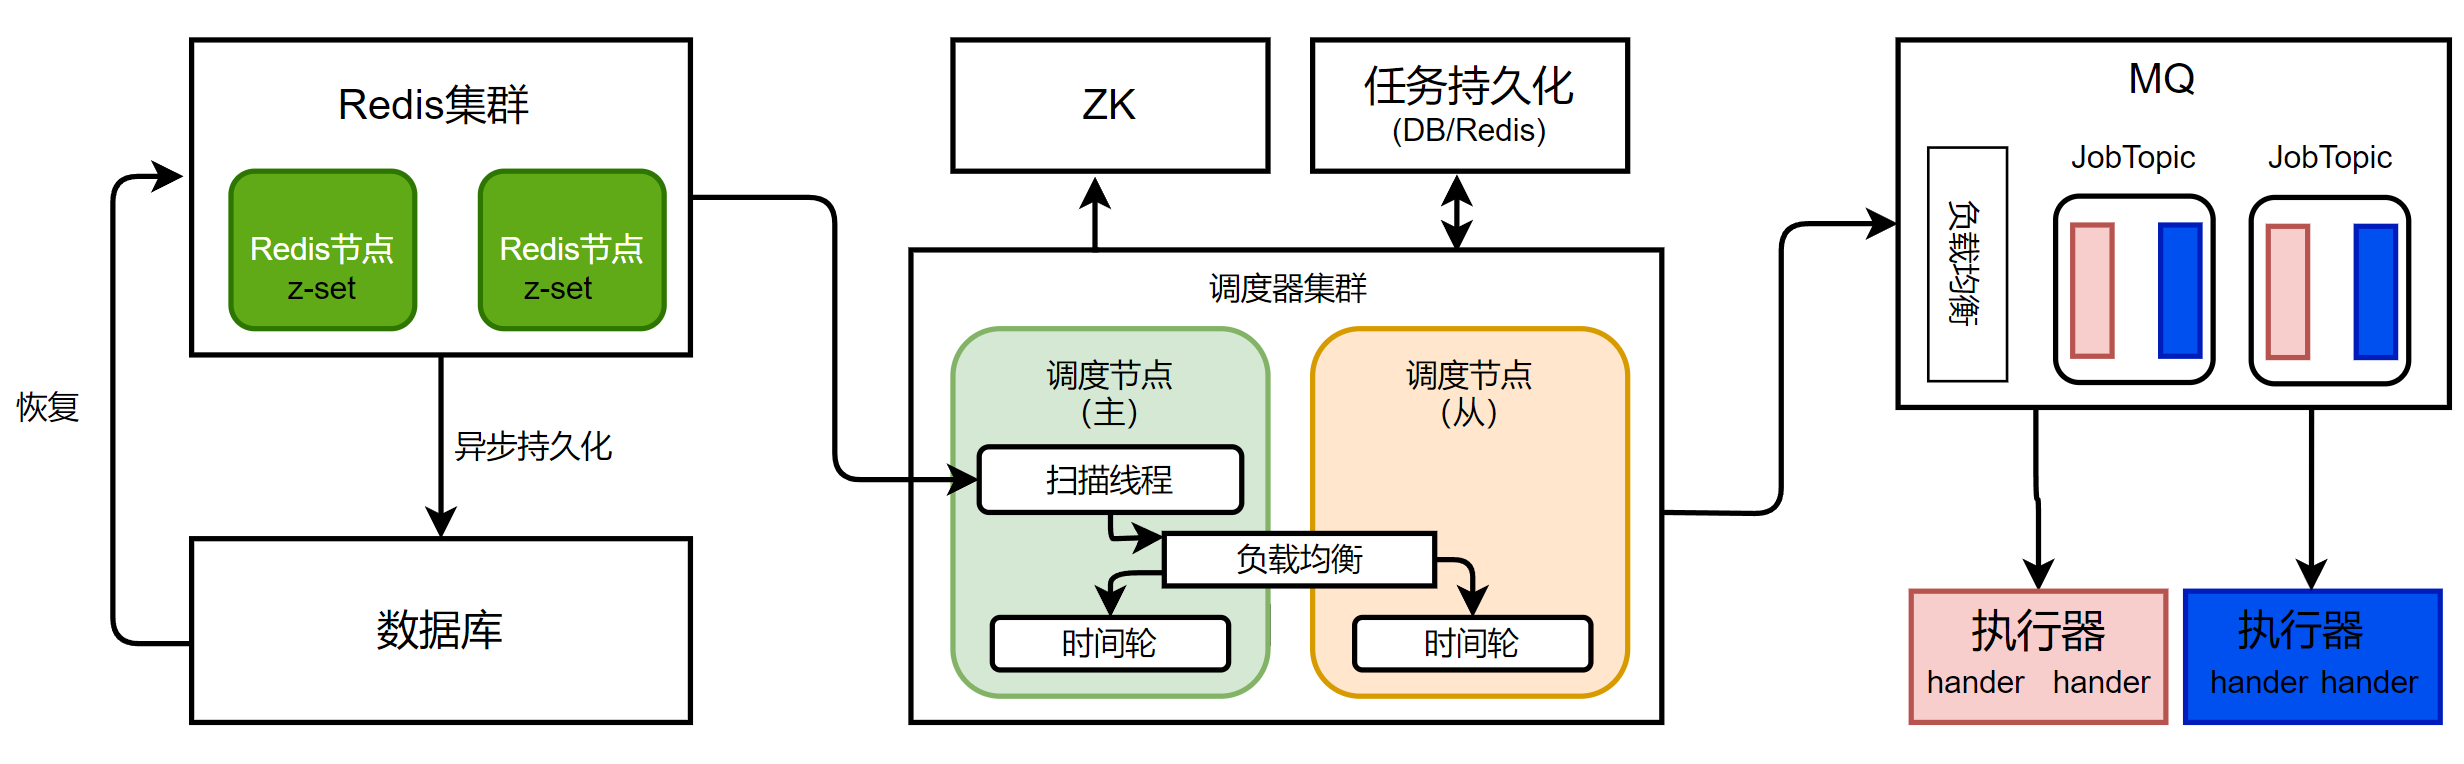 Redis集群
Redis节点
z-set
Redis节点
z-set
恢复
异步持久化
数据库
ZK
任务持久化
(DB/Redis)
调度器集群
调度节点
（主）
扫描线程
负载均衡
时间轮
调度节点
（从）
时间轮
MQ
负载均衡
JobTopic
JobTopic
执行器
hander hander
执行器
hander hander